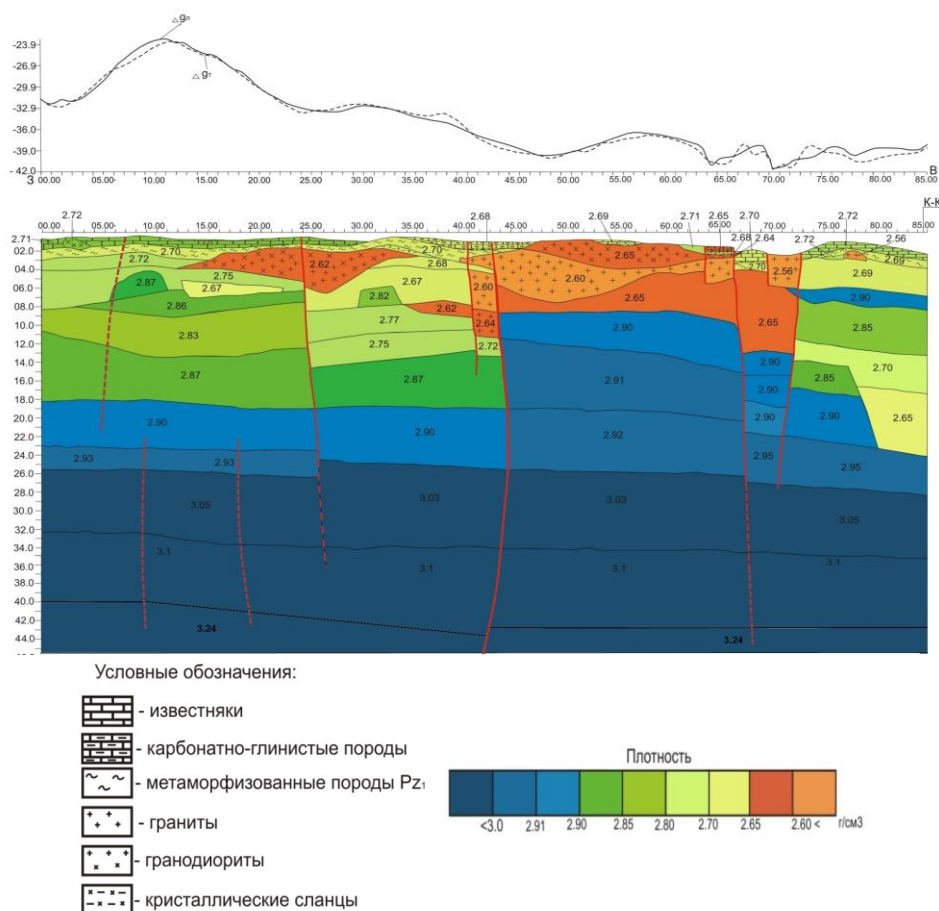 △ gл
-23.9
-26.9
△ gт
-29.9
-32.9
-36.0
-39.0
- 42.0
З
В
00.00 05.00 10.00 15.00 20.00 25.00 30.00 35.00 40.00 45.00 50.00 55.00 60.00 65.00 70.00 75.00 80.00 85.00
2.72 2.68 2.69 2.71 2.65 2.70 2.72 К-К
00.00 05.00 10.00 15.00 20.00 25.00 30.00 35.00 40.00 45.00 50.00 55.00 60.00 2.68 2.64 2.72 75.00 80.00 85.00
2.71 2.56
02.0 2.72 2.70 2.62 2.70 2.68 2.65 2.70 2.56 2.69 2.69
04.0 2.75 2.67 2.60 2.60
06.0 2.87 2.67 2.82 2.65 2.90
08.0 2.86 2.62
10.0 2.83 2.77 2.64 2.90 2.65 2.85
12.0 2.75 2.72
14.0 2.87 2.87 2.91 2.90 2.70
16.0 2.90 2.85
18.0 2.65
20.0 2.90 2.90 2.92 2.90 2.90
22.0
24.0 2.93 2.93 2.95 2.95
26.0
28.0 3.05 3.03 3.03 3.05
30.0
32.0
34.0 3.1
36.0 3.1 3.1 3.1
38.0
40.0
42.0 3.24 3.24
44.0
Условные обозначения:
- известняки
- карбонатно-глинистые породы
- метаморфизованные породы Pz₁
- граниты
- гранодиориты
- кристаллические сланцы
Плотность
<3.0 2.91 2.90 2.85 2.80 2.70 2.65 2.60 < г/см3